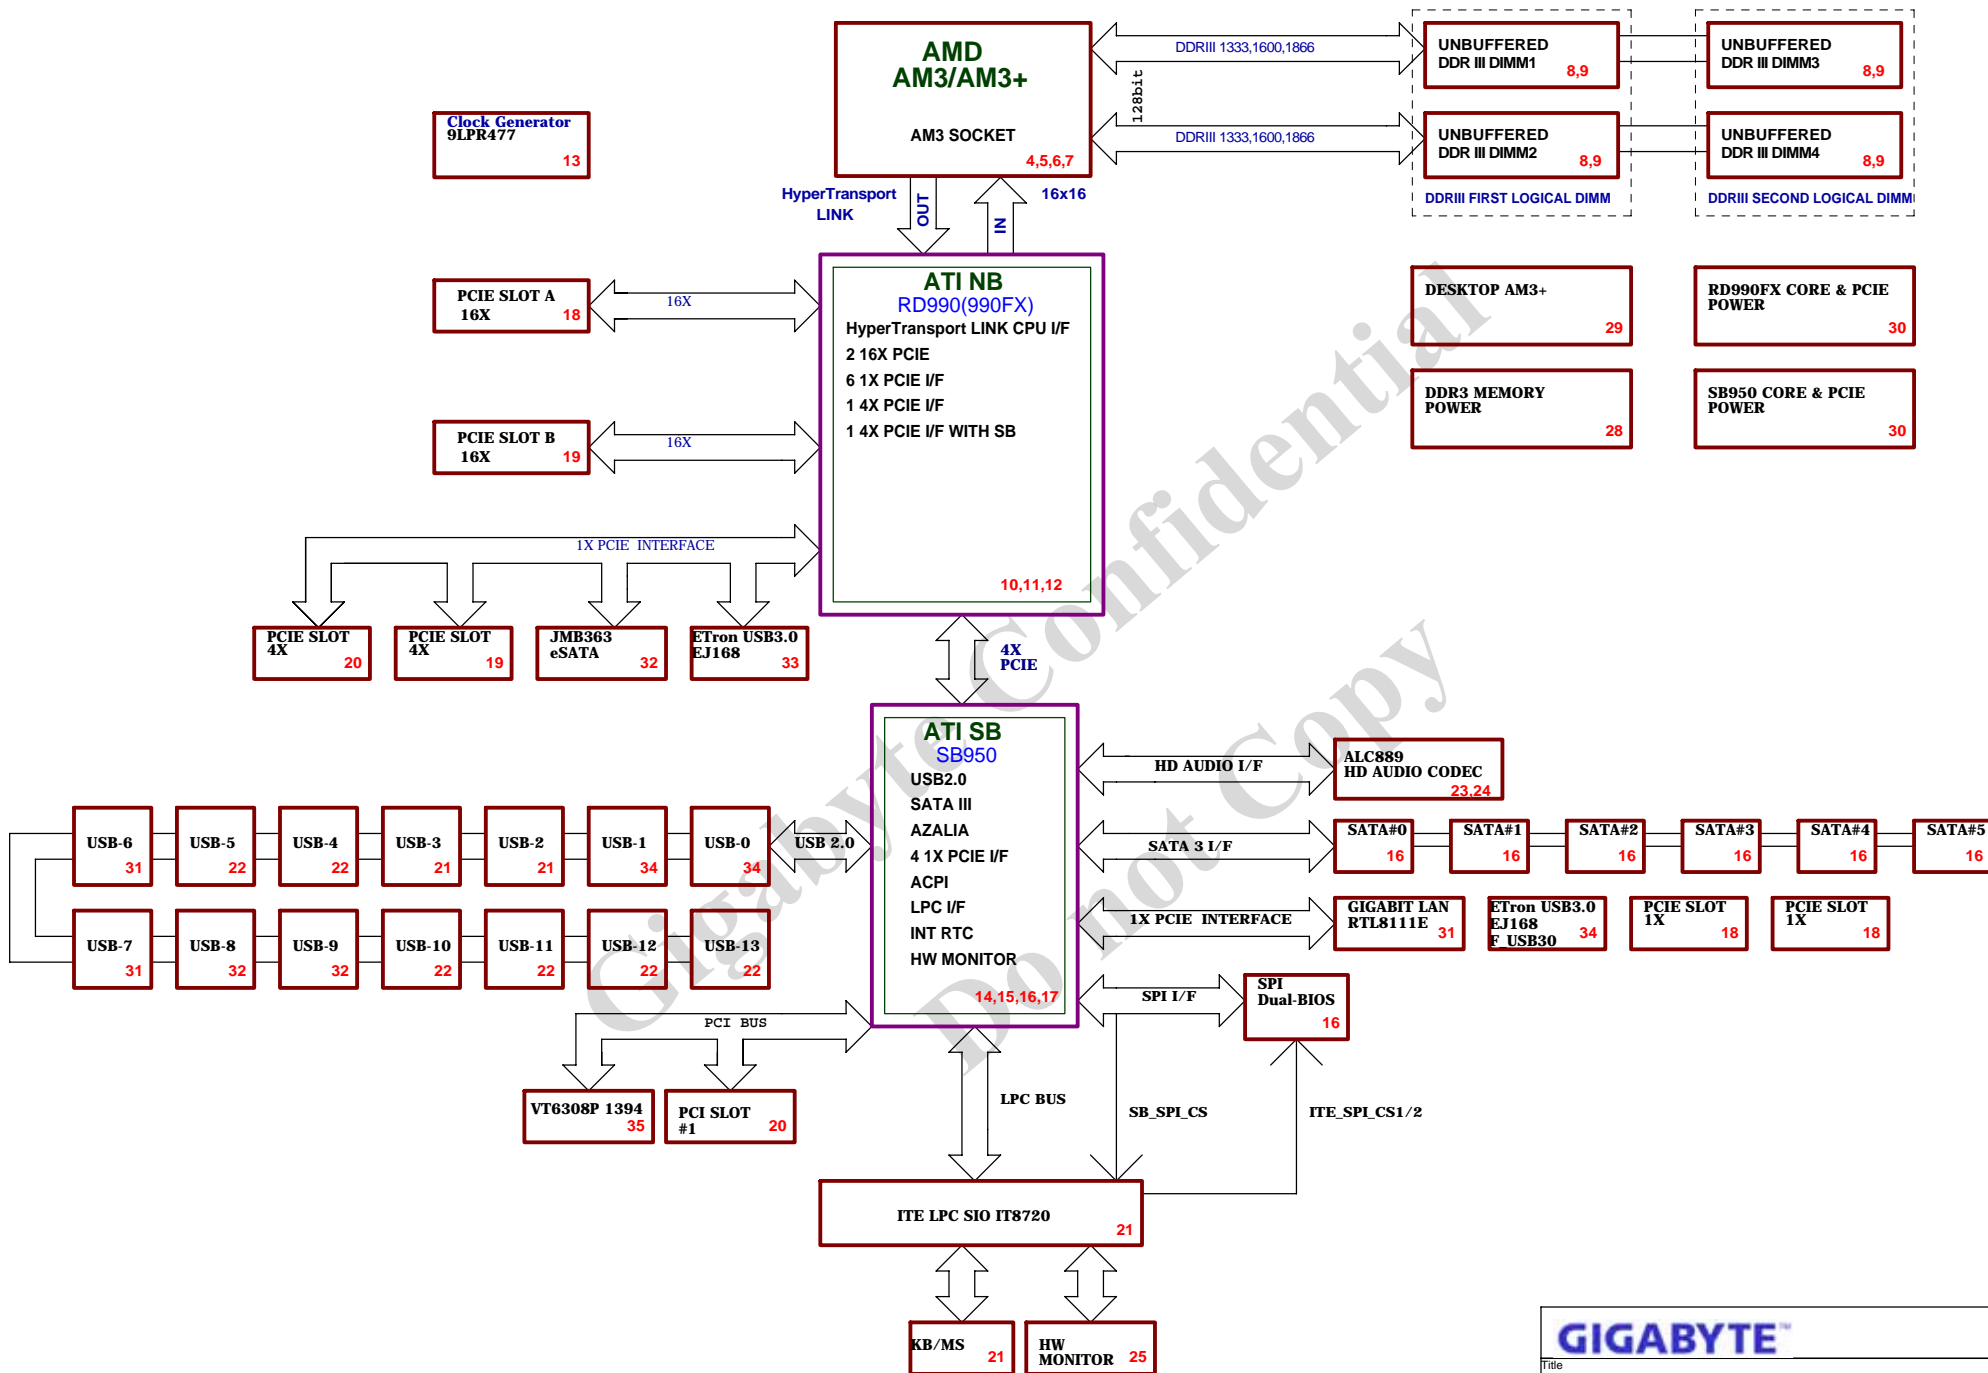 AMD
AM3/AM3+
AM3 SOCKET
4,5,6,7
DDRIII 1333,1600,1866
128bit
DDRIII 1333,1600,1866
UNBUFFERED
DDR III DIMM1
8,9
UNBUFFERED
DDR III DIMM3
8,9
UNBUFFERED
DDR III DIMM2
8,9
UNBUFFERED
DDR III DIMM4
8,9
DDRIII FIRST LOGICAL DIMM
DDRIII SECOND LOGICAL DIMM
Clock Generator
9LPR477
13
HyperTransport
LINK
OUT
IN
16x16
ATI NB
RD990(990FX)
HyperTransport LINK CPU I/F
2 16X PCIE
6 1X PCIE I/F
1 4X PCIE I/F
1 4X PCIE I/F WITH SB
10,11,12
PCIE SLOT A
16X
18
16X
PCIE SLOT B
16X
19
16X
DESKTOP AM3+
29
RD990FX CORE & PCIE
POWER
30
DDR3 MEMORY
POWER
28
SB950 CORE & PCIE
POWER
30
1X PCIE INTERFACE
PCIE SLOT
4X
20
PCIE SLOT
4X
19
JMB363
eSATA
32
ETron USB3.0
EJ168
33
4X
PCIE
ATI SB
SB950
USB2.0
SATA III
AZALIA
4 1X PCIE I/F
ACPI
LPC I/F
INT RTC
HW MONITOR
14,15,16,17
HD AUDIO I/F
ALC889
HD AUDIO CODEC
23,24
USB-6
31
USB-5
22
USB-4
22
USB-3
21
USB-2
21
USB-1
34
USB-0
34
USB 2.0
SATA 3 I/F
SATA#0
16
SATA#1
16
SATA#2
16
SATA#3
16
SATA#4
16
SATA#5
16
USB-7
31
USB-8
32
USB-9
32
USB-10
22
USB-11
22
USB-12
22
USB-13
22
1X PCIE INTERFACE
GIGABIT LAN
RTL8111E
31
ETron USB3.0
EJ168
F_USB30
34
PCIE SLOT
1X
18
PCIE SLOT
1X
18
SPI I/F
SPI
Dual-BIOS
16
PCI BUS
VT6308P 1394
35
PCI SLOT
#1
20
LPC BUS
SB_SPI_CS
ITE_SPI_CS1/2
ITE LPC SIO IT8720
21
KB/MS
21
HW
MONITOR
25
Gigabyte Confidential
Do not Copy
GIGABYTE™
Title